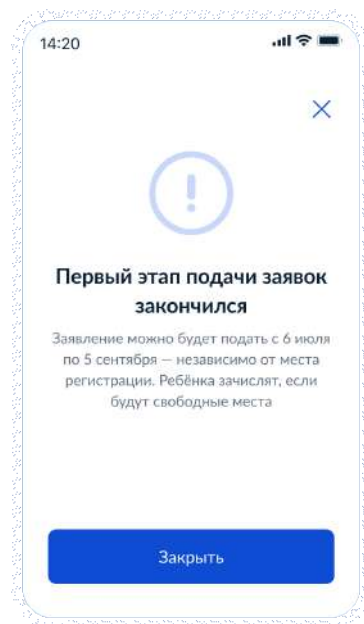 14:20
Первый этап подачи заявок
закончился
Заявление можно будет подать с 6 июля
по 5 сентября — независимо от места
регистрации. Ребёнка зачислят, если
будут свободные места
Закрыть